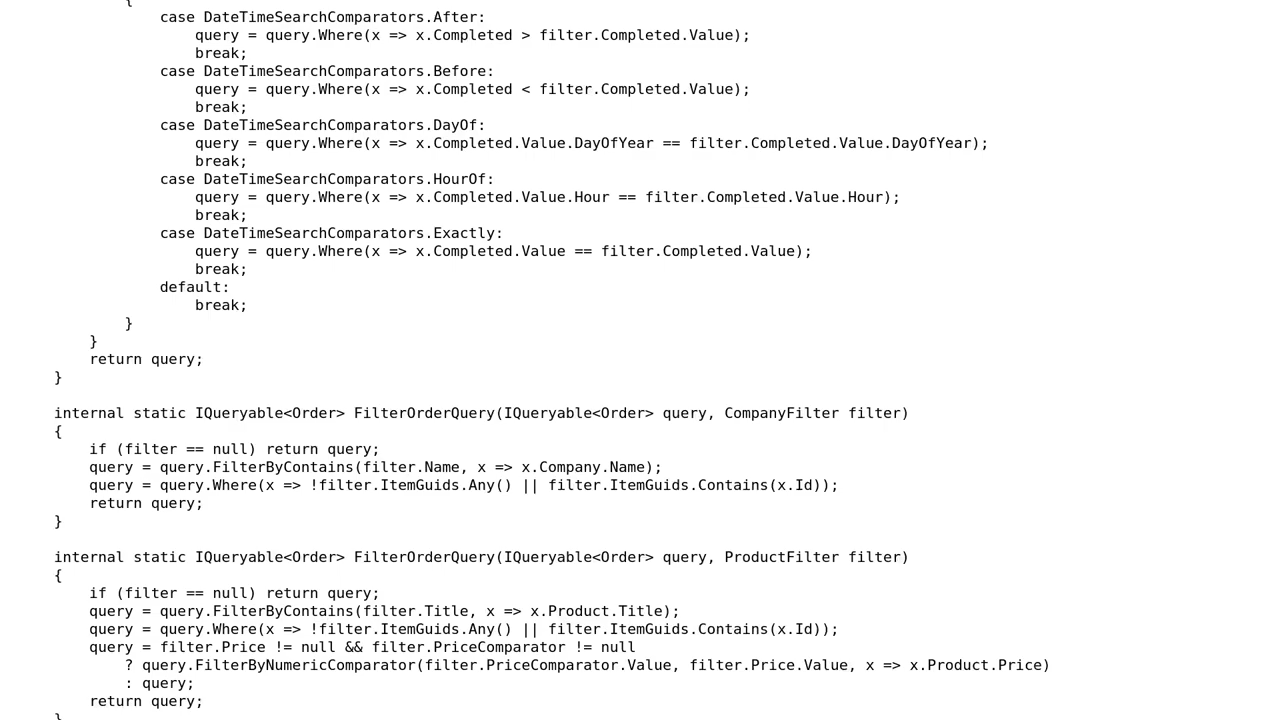 {
case DateTimeSearchComparators.After:
query = query.Where(x => x.Completed > filter.Completed.Value);
break;
case DateTimeSearchComparators.Before:
query = query.Where(x => x.Completed < filter.Completed.Value);
break;
case DateTimeSearchComparators.DayOf:
query = query.Where(x => x.Completed.Value.DayOfYear == filter.Completed.Value.DayOfYear);
break;
case DateTimeSearchComparators.HourOf:
query = query.Where(x => x.Completed.Value.Hour == filter.Completed.Value.Hour);
break;
case DateTimeSearchComparators.Exactly:
query = query.Where(x => x.Completed.Value == filter.Completed.Value);
break;
default:
break;
}
}
return query;
}
internal static IQueryable<Order> FilterOrderQuery(IQueryable<Order> query, CompanyFilter filter)
{
if (filter == null) return query;
query = query.FilterByContains(filter.Name, x => x.Company.Name);
query = query.Where(x => !filter.ItemGuids.Any() || filter.ItemGuids.Contains(x.Id));
return query;
}
internal static IQueryable<Order> FilterOrderQuery(IQueryable<Order> query, ProductFilter filter)
{
if (filter == null) return query;
query = query.FilterByContains(filter.Title, x => x.Product.Title);
query = query.Where(x => !filter.ItemGuids.Any() || filter.ItemGuids.Contains(x.Id));
query = filter.Price != null && filter.PriceComparator != null
? query.FilterByNumericComparator(filter.PriceComparator.Value, filter.Price.Value, x => x.Product.Price)
: query;
return query;
}